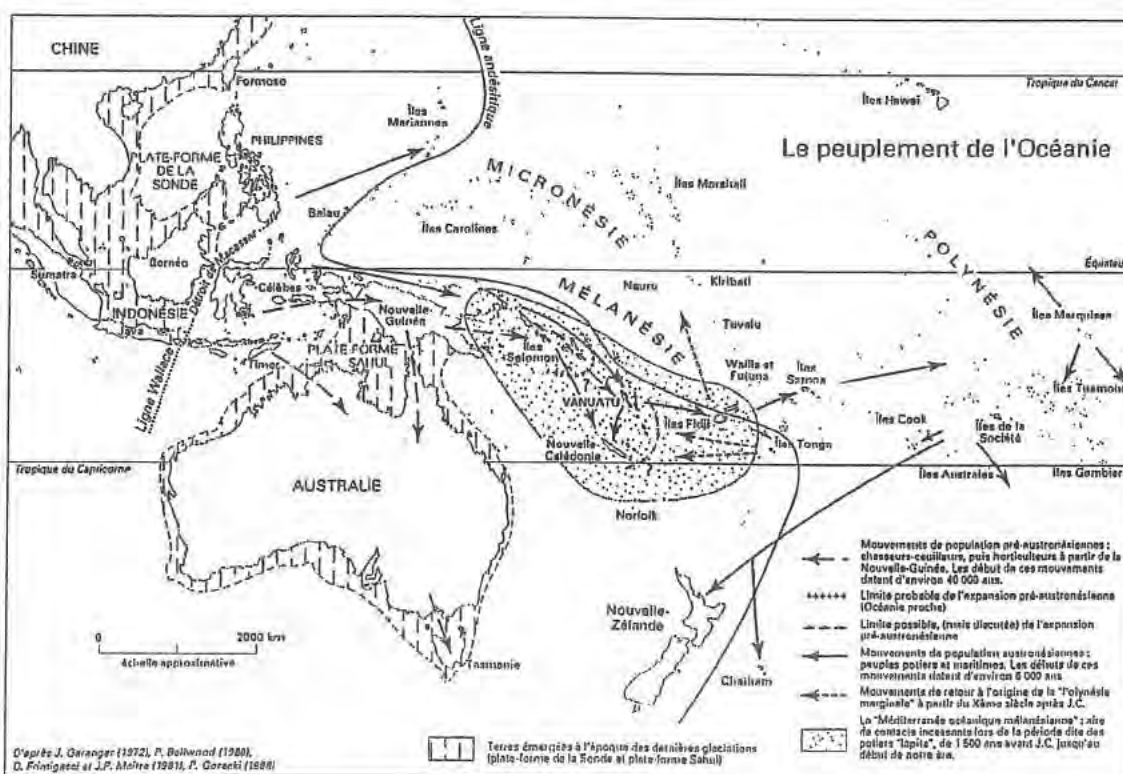 CHINE
Formose
PHILIPPINES
PLATE-FORME
DE LA
SONDE
Îles
Mariannes
Ligne andésitique
Tropique du Cancer
Îles Hawaï
Le peuplement de l'Océanie
MICRONÉSIE
Îles Marshall
Îles Carolines
Belau
POLYNÉSIE
Équateur
Sumatra
Bornéo
Détroit de Macassar
Célèbes
INDONÉSIE
Java
Timor
Ligne Wallace
Nouvelle-
Guinée
PLATE-FORME
SAHUL
MÉLANÉSIE
Nauru
Kiribati
Tuvalu
Îles
Salomon
Wallis et
Futuna
Îles
Samoa
Îles Marquises
VANUATU
Îles Fidji
Îles Tonga
Îles Cook
Îles de la
Société
Îles Tuamotu
Nouvelle-
Calédonie
Tropique du Capricorne
Îles Australes
Îles Gambier
AUSTRALIE
Norfolk
Nouvelle-
Zélande
Chatham
Tasmanie
0 2000 km
échelle approximative
Mouvements de population pré-austronésiennes :
chasseurs-cueilleurs, puis horticulteurs à partir de la
Nouvelle-Guinée. Les début de ces mouvements
datent d'environ 40 000 ans.
Limite probable de l'expansion pré-austronésienne
(Océanie proche)
Limite possible, (mais discutée) de l'expansion
pré-austronésienne
Mouvements de population austronésiennes :
peuples potiers et maritimes. Les débuts de ces
mouvements datent d'environ 6 000 ans
Mouvements de retour à l'origine de la "Polynésie
marginale" à partir du Xème siècle après J.C.
La "Méditerranée océanique mélanésienne" : aire
de contacts incessants lors de la période dite des
potiers "lapita", de 1 500 ans avant J.C. jusqu'au
début de notre ère.
Terres émergées à l'époque des dernières glaciations
(plate-forme de la Sonde et plate-forme Sahul)
D'après J. Garanger (1972), P. Bellwood (1980),
D. Frimigacci et J.P. Maitre (1981), P. Gorecki (1986)